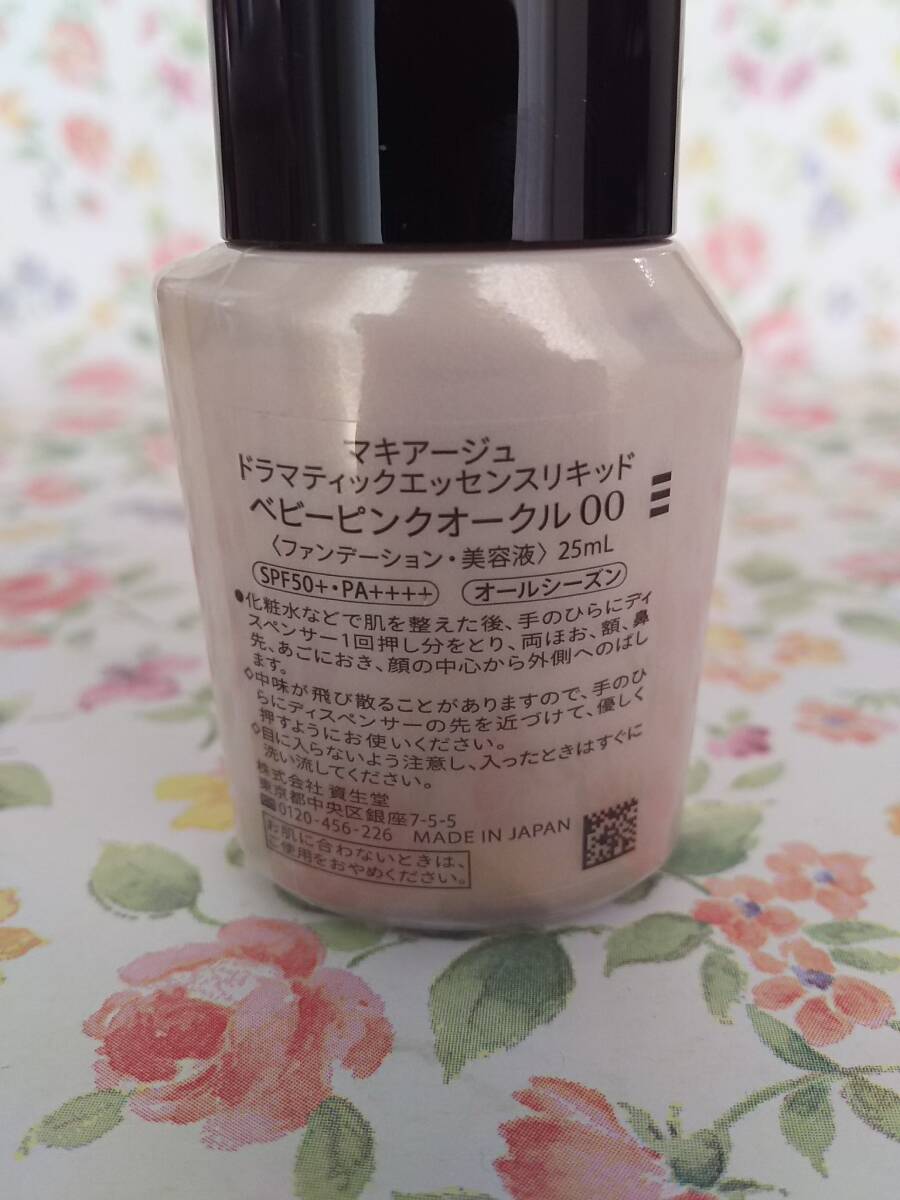 マキアージュ
ドラマティックエッセンスリキッド
ベビーピンクオークル 00
〈ファンデーション・美容液〉 25mL
SPF50+・PA++++ オールシーズン
●化粧水などで肌を整えた後、手のひらにディ
スペンサー1回押し分をとり、両ほお、額、鼻
先、あごにおき、顔の中心から外側へのばし
ます。
◇中味が飛び散ることがありますので、手のひ
らにディスペンサーの先を近づけて、優しく
押すようにお使いください。
◇目に入らないよう注意し、入ったときはすぐに
洗い流してください。
株式会社 資生堂
東京都中央区銀座7-5-5
0120-456-226 MADE IN JAPAN
お肌に合わないときは、
ご使用をおやめください。